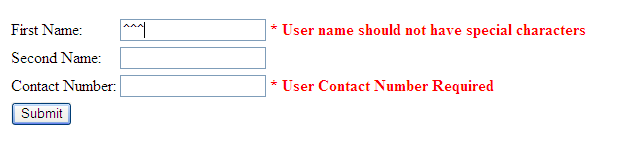 First Name: ^^^ * User name should not have special characters
Second Name:
Contact Number: * User Contact Number Required
Submit